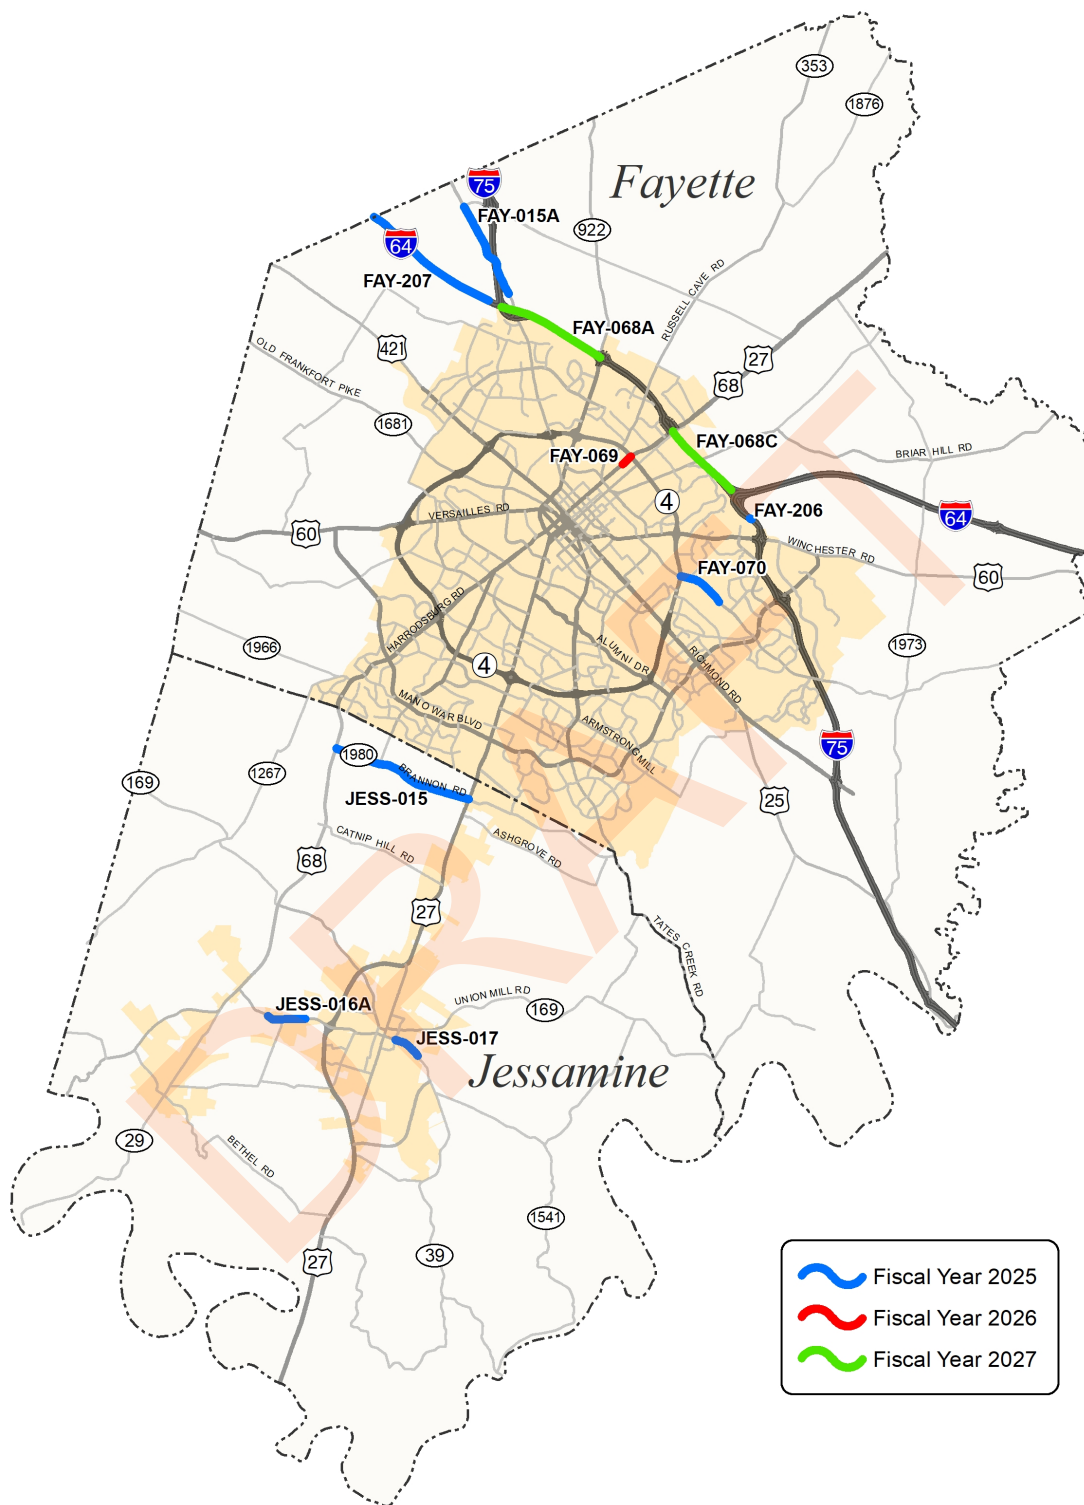 353
1876
Fayette
75
FAY-015A
922
64
FAY-207
RUSSELL CAVE RD
FAY-068A
27
421
OLD FRANKFORT PIKE
68
1681
FAY-068C
BRIAR HILL RD
FAY-069
4
VERSAILLES RD
FAY-206
64
60
WINCHESTER RD
FAY-070
60
HARRODSBURG RD
ALUMNI DR
1966
4
RICHMOND RD
1973
MAN O WAR BLVD
ARMSTRONG MILL
75
1980
169
1267
BRANNON RD
JESS-015
25
CATNIP HILL RD
ASHGROVE RD
68
27
TATES CREEK RD
UNION MILL RD
JESS-016A
169
JESS-017
Jessamine
29
BETHEL RD
1541
39
27
DRAFT
Fiscal Year 2025
Fiscal Year 2026
Fiscal Year 2027